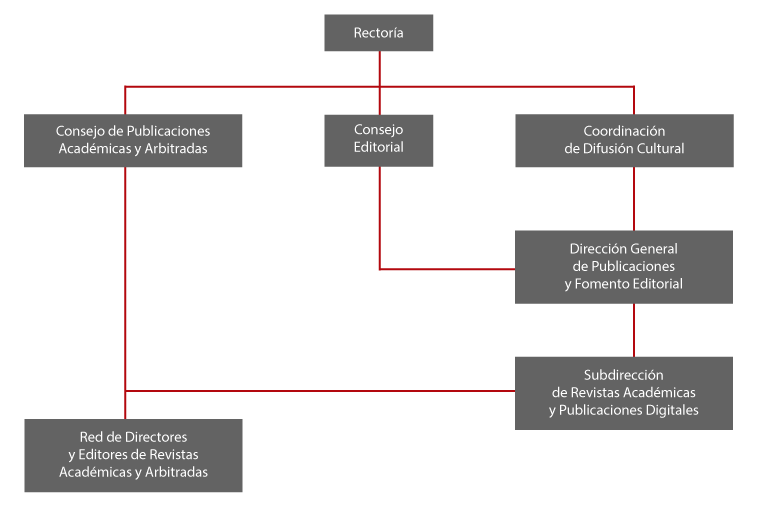 Rectoría
Consejo de Publicaciones
Académicas y Arbitradas
Consejo
Editorial
Coordinación
de Difusión Cultural
Dirección General
de Publicaciones
y Fomento Editorial
Subdirección
de Revistas Académicas
y Publicaciones Digitales
Red de Directores
y Editores de Revistas
Académicas y Arbitradas